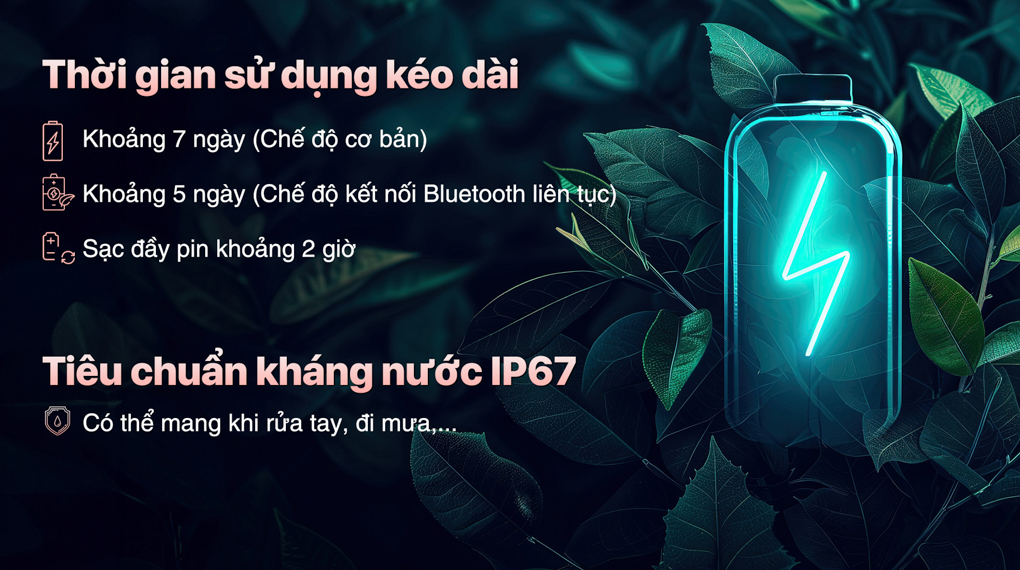 Thời gian sử dụng kéo dài
Khoảng 7 ngày (Chế độ cơ bản)
Khoảng 5 ngày (Chế độ kết nối Bluetooth liên tục)
Sạc đầy pin khoảng 2 giờ
Tiêu chuẩn kháng nước IP67
Có thể mang khi rửa tay, đi mưa,...